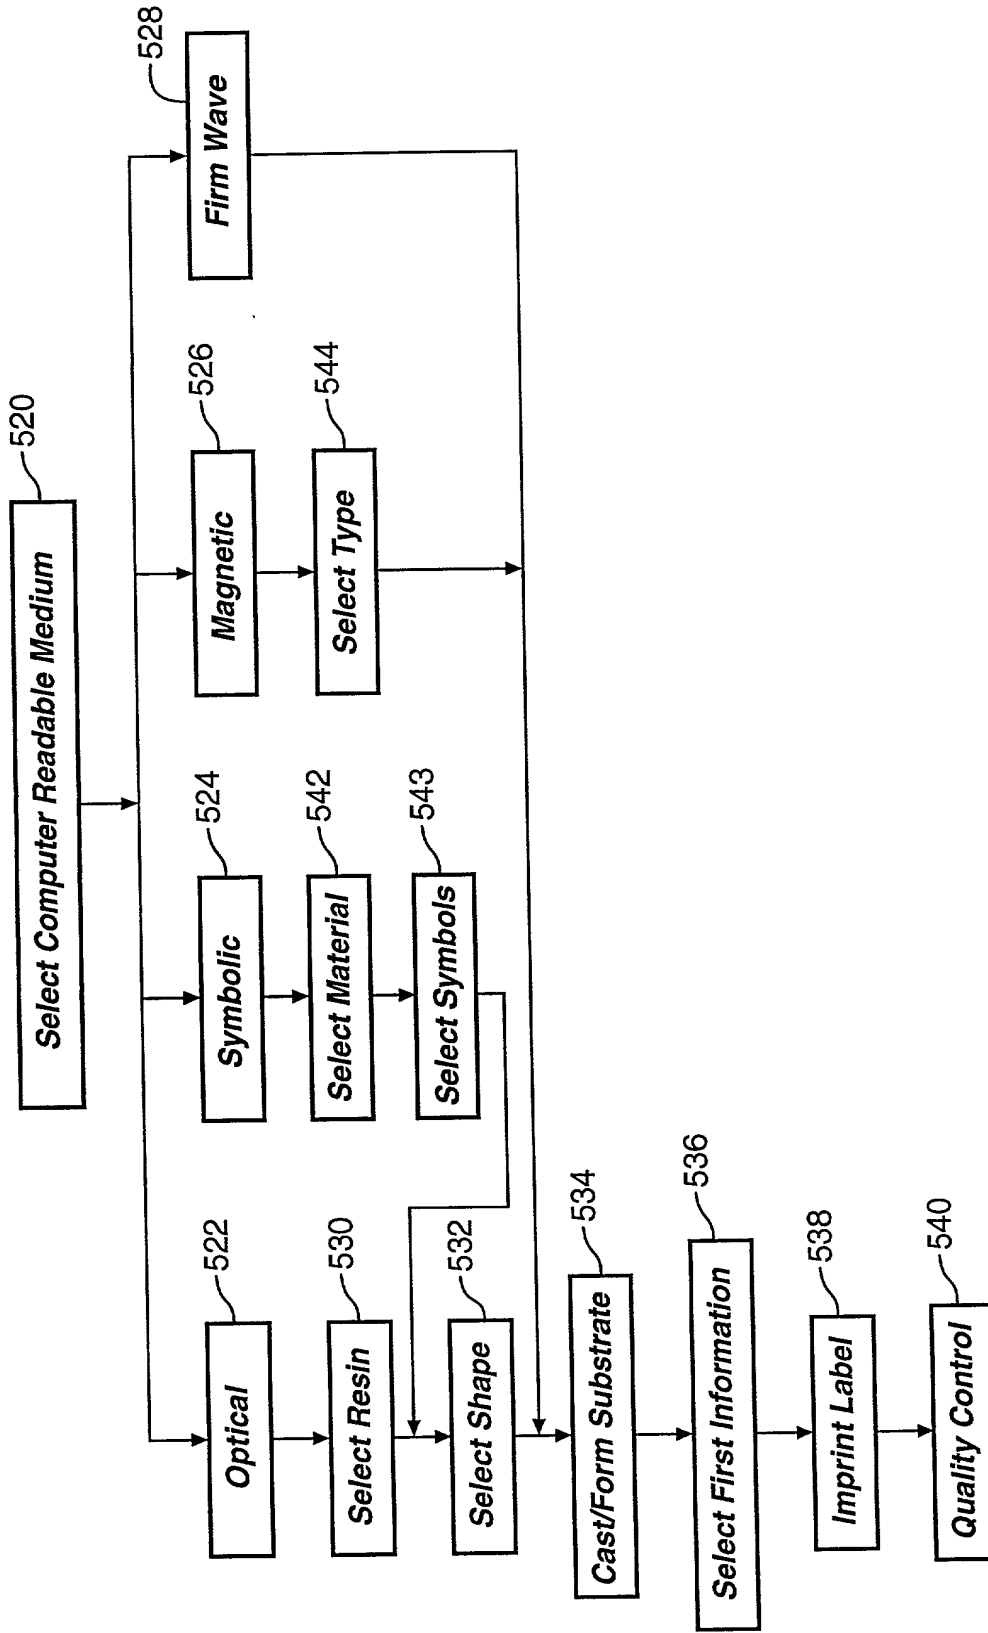 520
Select Computer Readable Medium
522
Optical
524
Symbolic
526
Magnetic
528
Firm Wave
530
Select Resin
542
Select Material
544
Select Type
532
Select Shape
543
Select Symbols
534
Cast/Form Substrate
536
Select First Information
538
Imprint Label
540
Quality Control